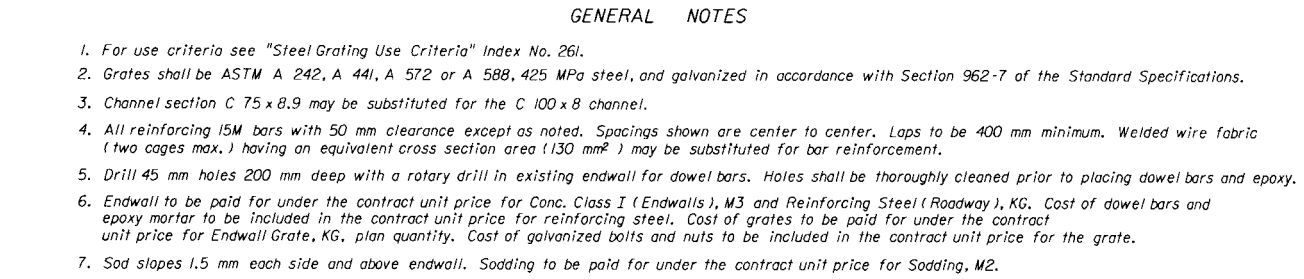 GENERAL NOTES
1. For use criteria see "Steel Grating Use Criteria" Index No. 261.
2. Grates shall be ASTM A 242, A 441, A 572 or A 588, 425 MPa steel, and galvanized in accordance with Section 962-7 of the Standard Specifications.
3. Channel section C 75 x 8.9 may be substituted for the C 100 x 8 channel.
4. All reinforcing 15M bars with 50 mm clearance except as noted. Spacings shown are center to center. Laps to be 400 mm minimum. Welded wire fabric
(two cages max.) having an equivalent cross section area (130 mm² ) may be substituted for bar reinforcement.
5. Drill 45 mm holes 200 mm deep with a rotary drill in existing endwall for dowel bars. Holes shall be thoroughly cleaned prior to placing dowel bars and epoxy.
6. Endwall to be paid for under the contract unit price for Conc. Class I (Endwalls), M3 and Reinforcing Steel (Roadway), KG. Cost of dowel bars and
epoxy mortar to be included in the contract unit price for reinforcing steel. Cost of grates to be paid for under the contract
unit price for Endwall Grate, KG, plan quantity. Cost of galvanized bolts and nuts to be included in the contract unit price for the grate.
7. Sod slopes 1.5 mm each side and above endwall. Sodding to be paid for under the contract unit price for Sodding, M2.